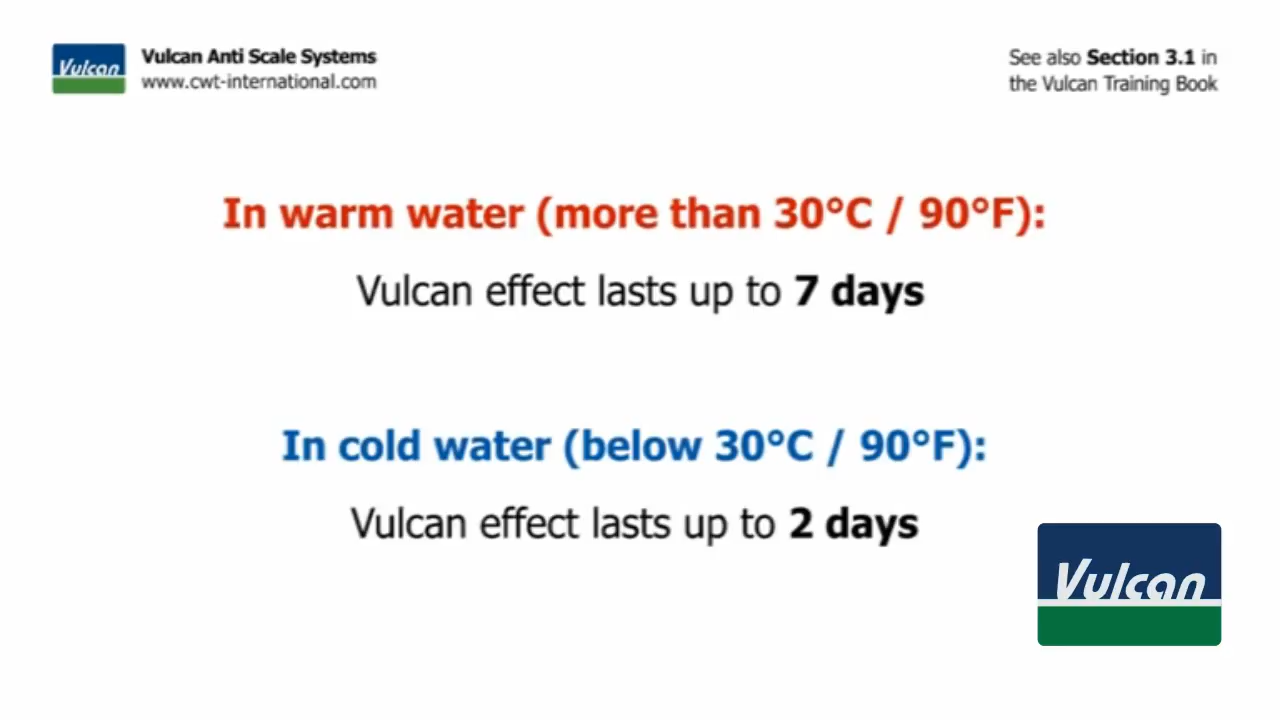 Vulcan
Vulcan Anti Scale Systems
www.cwt-international.com
See also Section 3.1 in
the Vulcan Training Book
In warm water (more than 30°C / 90°F):
Vulcan effect lasts up to 7 days
In cold water (below 30°C / 90°F):
Vulcan effect lasts up to 2 days
Vulcan